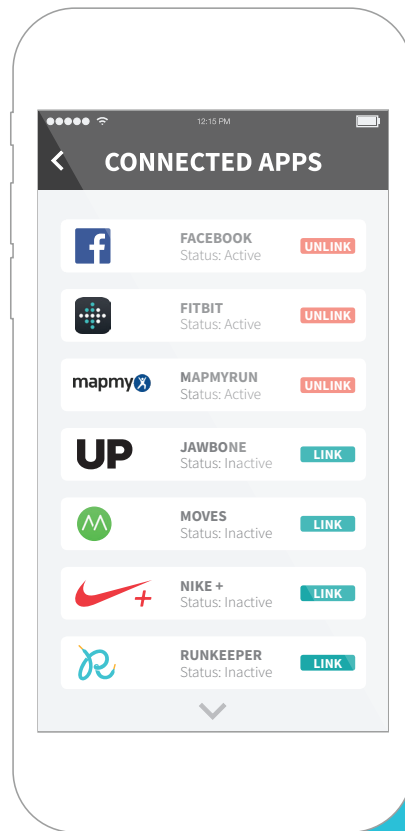 12:15 PM
CONNECTED APPS
FACEBOOK
Status: Active
UNLINK
FITBIT
Status: Active
UNLINK
mapmy
MAPMYRUN
Status: Active
UNLINK
UP
JAWBONE
Status: Inactive
LINK
MOVES
Status: Inactive
LINK
NIKE +
Status: Inactive
LINK
RUNKEEPER
Status: Inactive
LINK